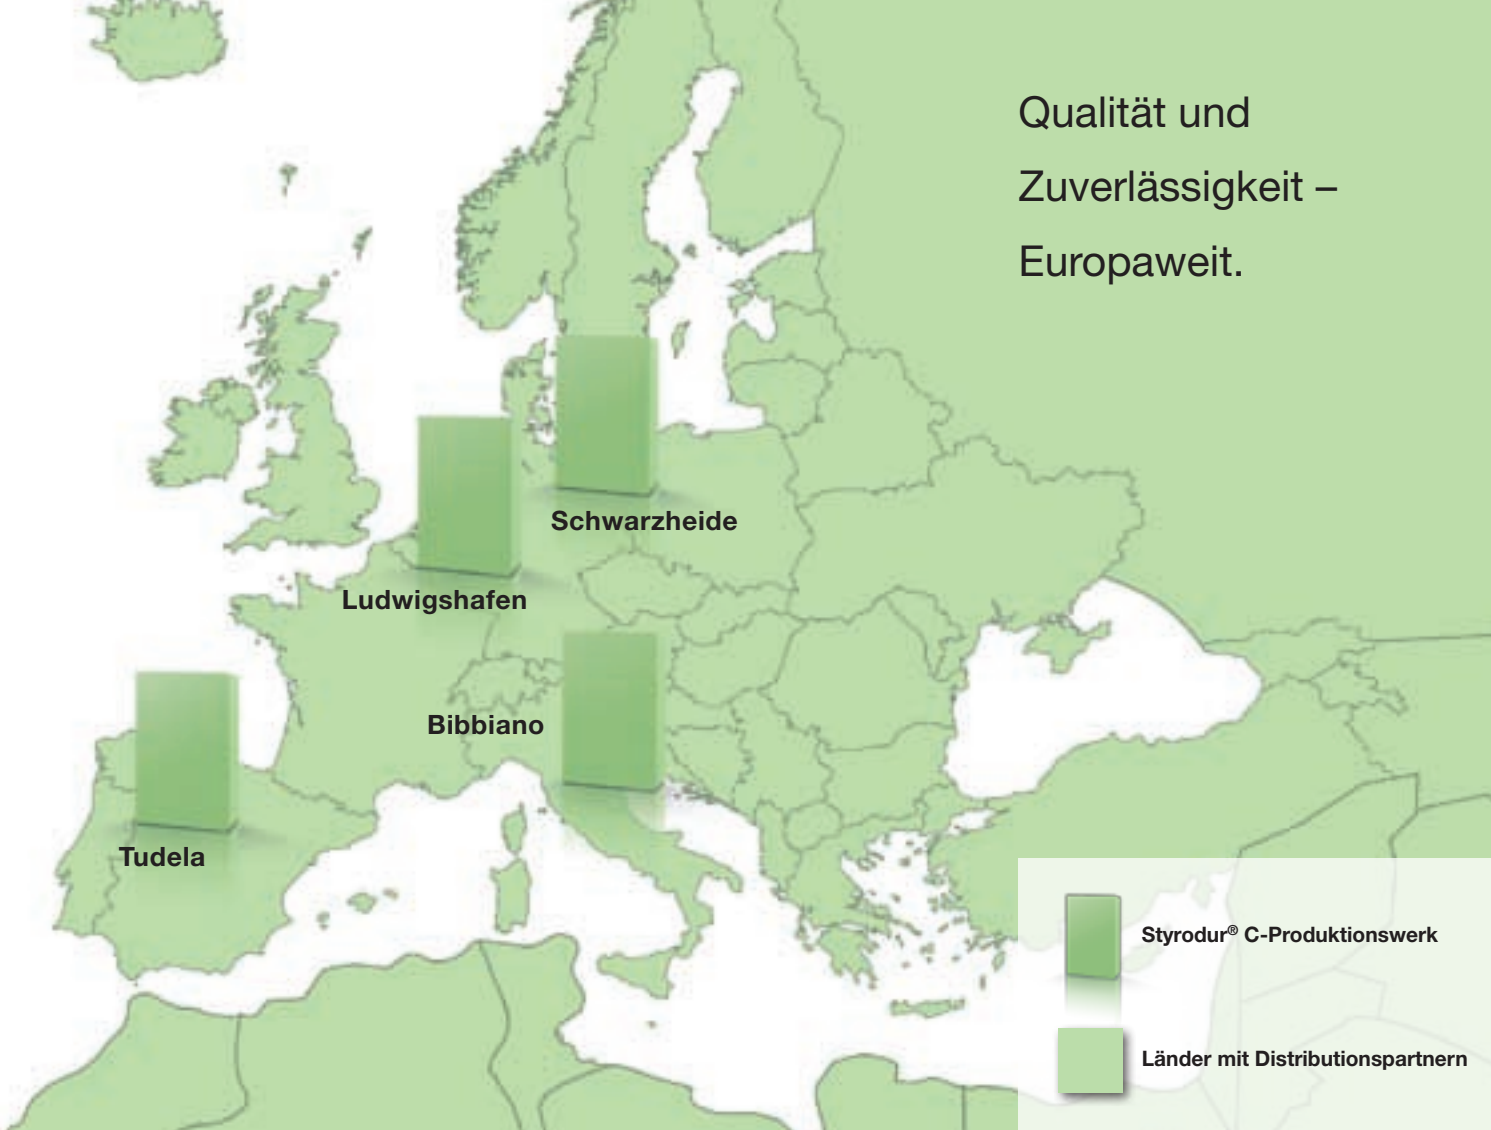 Qualität und
Zuverlässigkeit –
Europaweit.
Schwarzheide
Ludwigshafen
Bibbiano
Tudela
Styrodur® C-Produktionswerk
Länder mit Distributionspartnern